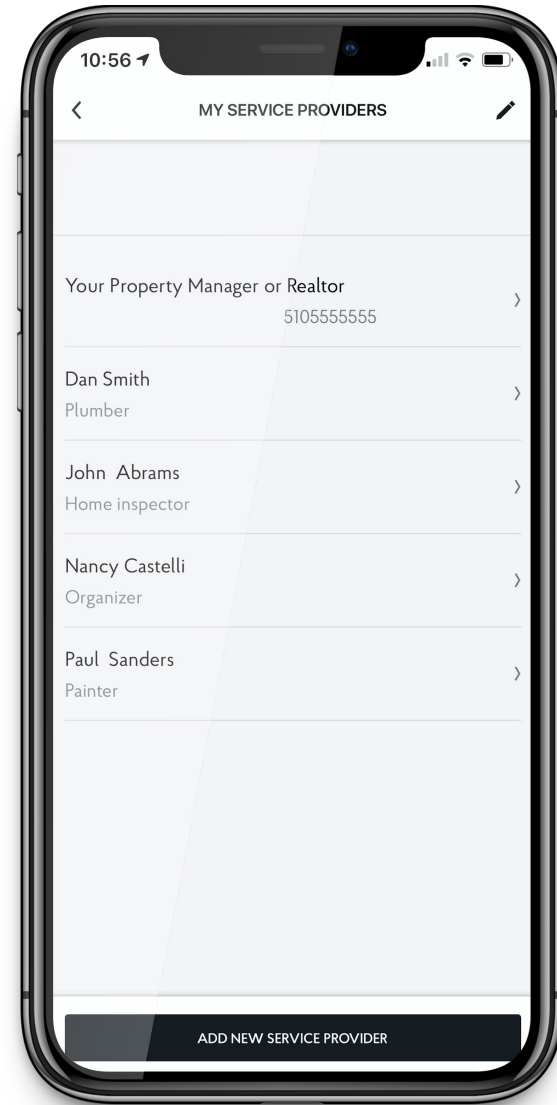 10:56
MY SERVICE PROVIDERS
Your Property Manager or Realtor
5105555555
Dan Smith
Plumber
John Abrams
Home inspector
Nancy Castelli
Organizer
Paul Sanders
Painter
ADD NEW SERVICE PROVIDER